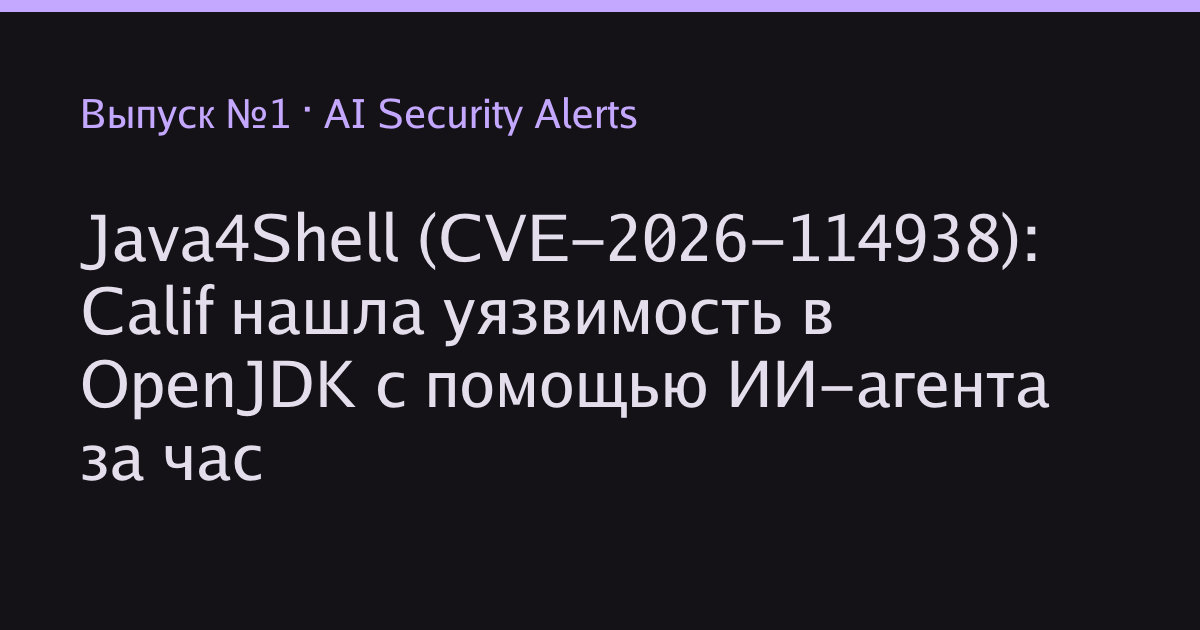 Выпуск №1 · AI Security Alerts
Java4Shell (CVE-2026-114938):
Calif нашла уязвимость в
OpenJDK с помощью ИИ-агента
за час